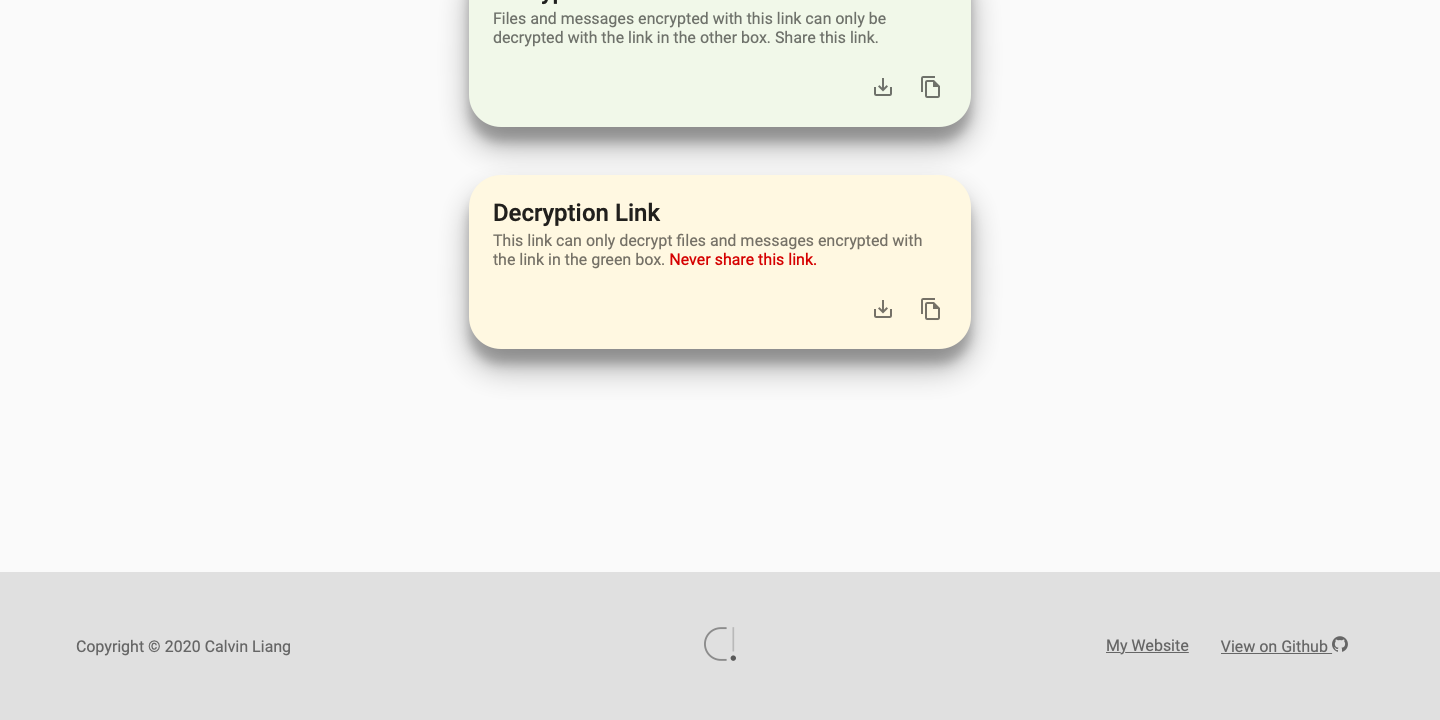 Files and messages encrypted with this link can only be
decrypted with the link in the other box. Share this link.
Decryption Link
This link can only decrypt files and messages encrypted with
the link in the green box. Never share this link.
Copyright © 2020 Calvin Liang
My Website
View on Github